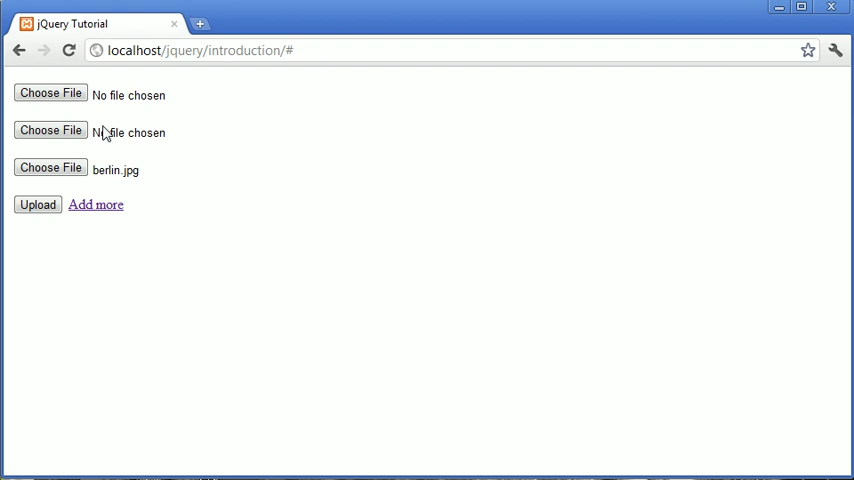 jQuery Tutorial
localhost/jquery/introduction/#
Choose File No file chosen
Choose File No file chosen
Choose File berlin.jpg
Upload Add more